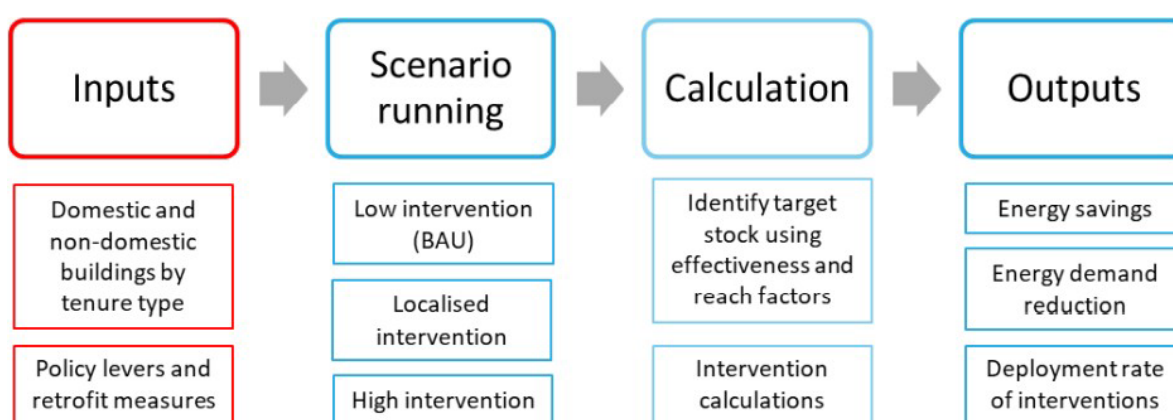 Inputs
Scenario
running
Calculation
Outputs
Domestic and
non-domestic
buildings by
tenure type
Policy levers and
retrofit measures
Low intervention
(BAU)
Localised
intervention
High intervention
Identify target
stock using
effectiveness and
reach factors
Intervention
calculations
Energy savings
Energy demand
reduction
Deployment rate
of interventions